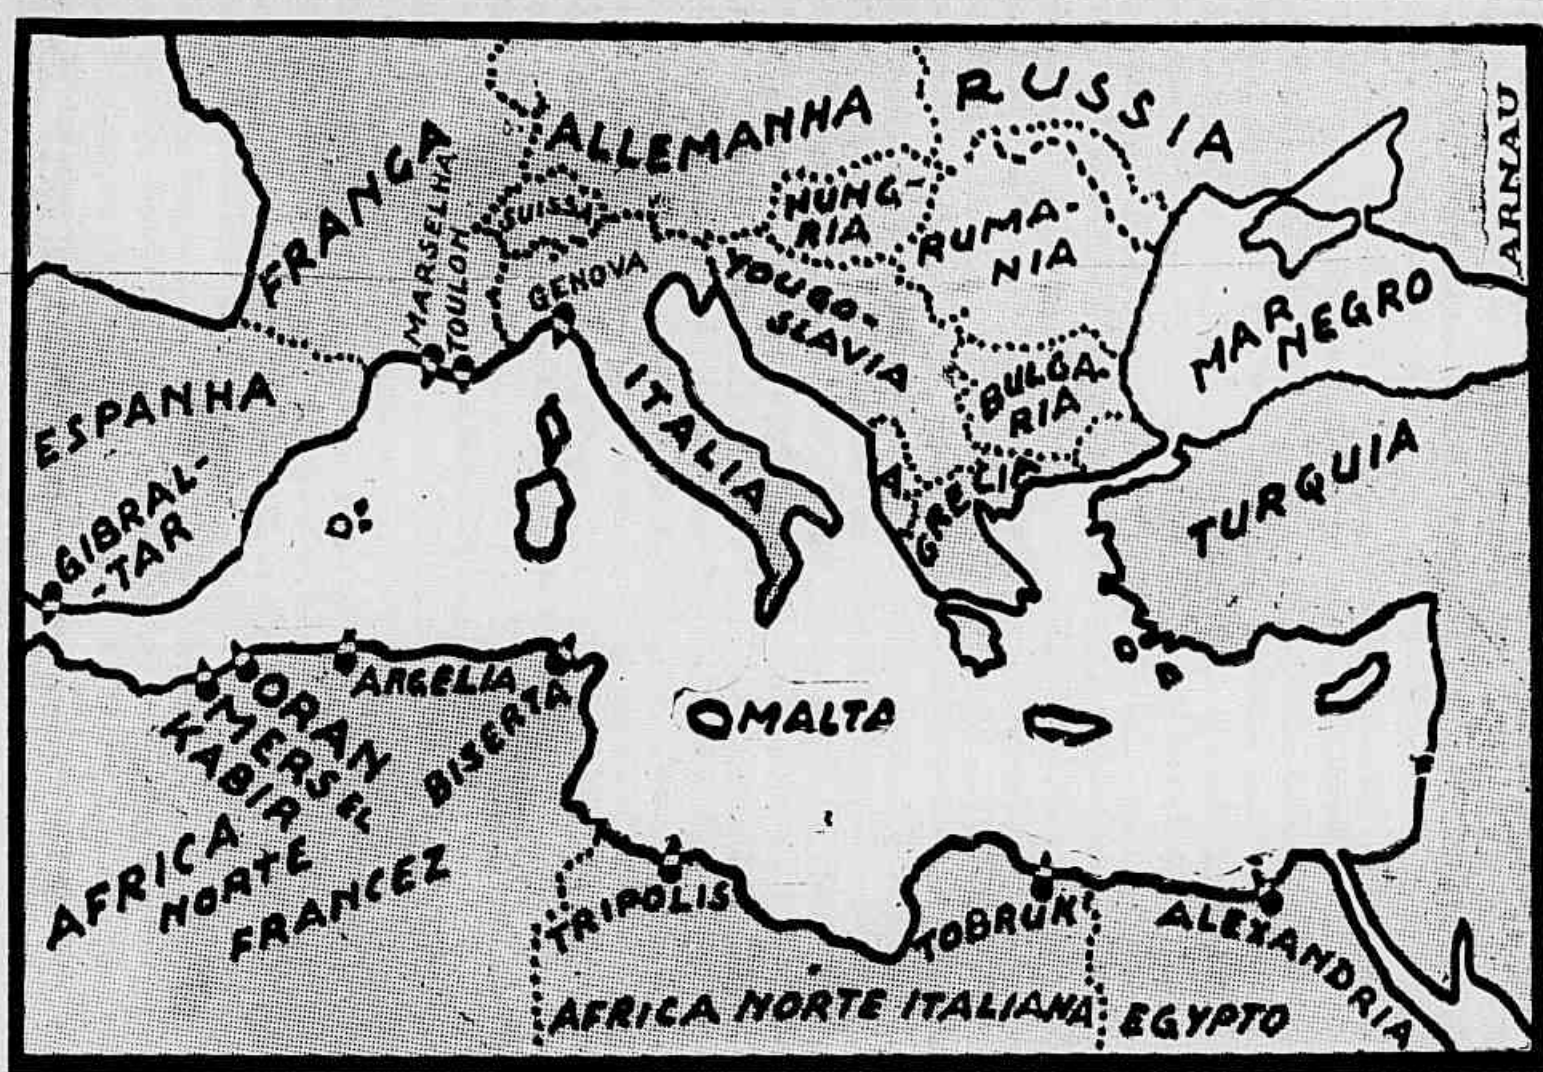 RUSSIA
ALLEMANHA
FRANÇA
MARSELHA
TOULON
SUISSA
GENOVA
HUNG-
RIA
RUMA-
NIA
YOUGO-
SLAVIA
BULGA-
RIA
MAR
NEGRO
ARNAU
ESPANHA
GIBRAL-
-TAR
ITALIA
A.
GRECIA
TURQUIA
ORAN
MERS EL
KABIR
ARGELIA
BISERTA
MALTA
AFRICA
NORTE
FRANCEZ
TRIPOLIS
TOBRUK
ALEXANDRIA
AFRICA NORTE ITALIANA
EGYPTO